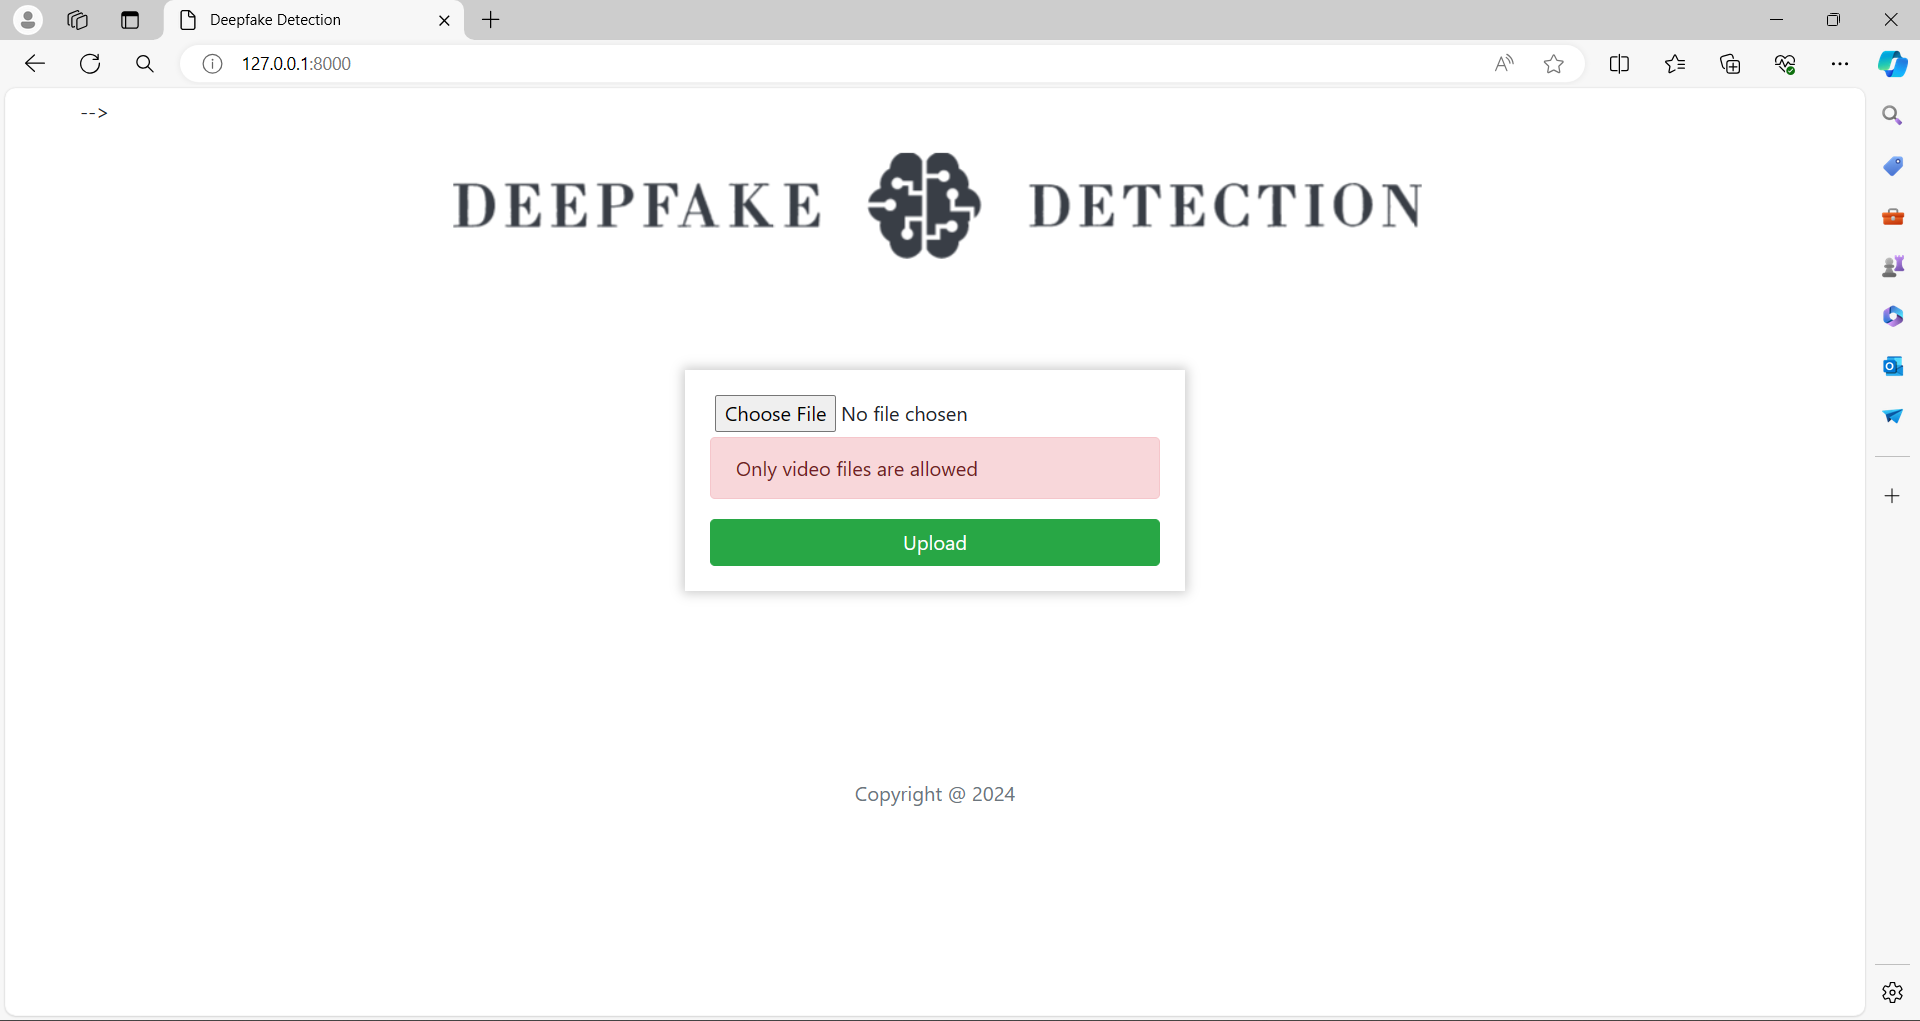 Deepfake Detection
127.0.0.1:8000
-->
DEEPFAKE DETECTION
Choose File No file chosen
Only video files are allowed
Upload
Copyright @ 2024